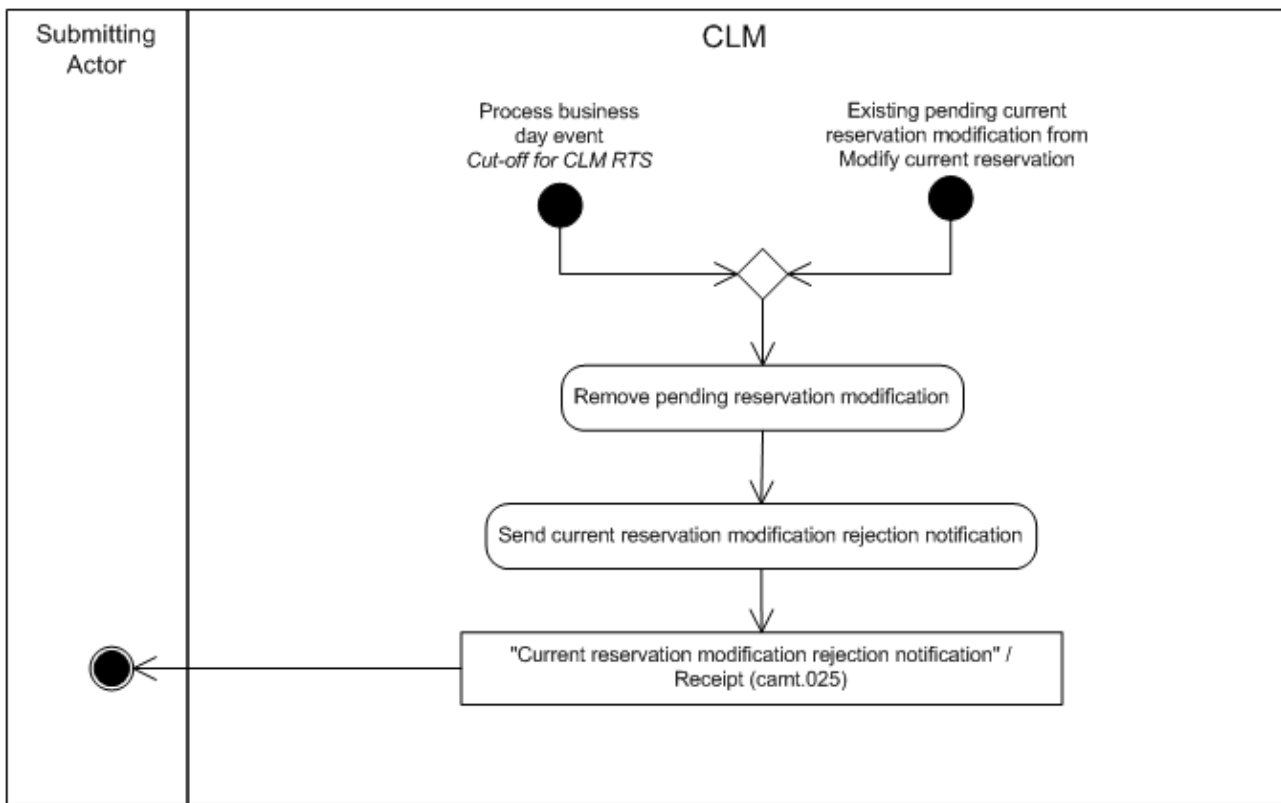 Submitting
Actor
CLM
Process business
day event
Cut-off for CLM RTS
Existing pending current
reservation modification from
Modify current reservation
Remove pending reservation modification
Send current reservation modification rejection notification
"Current reservation modification rejection notification" /
Receipt (camt.025)